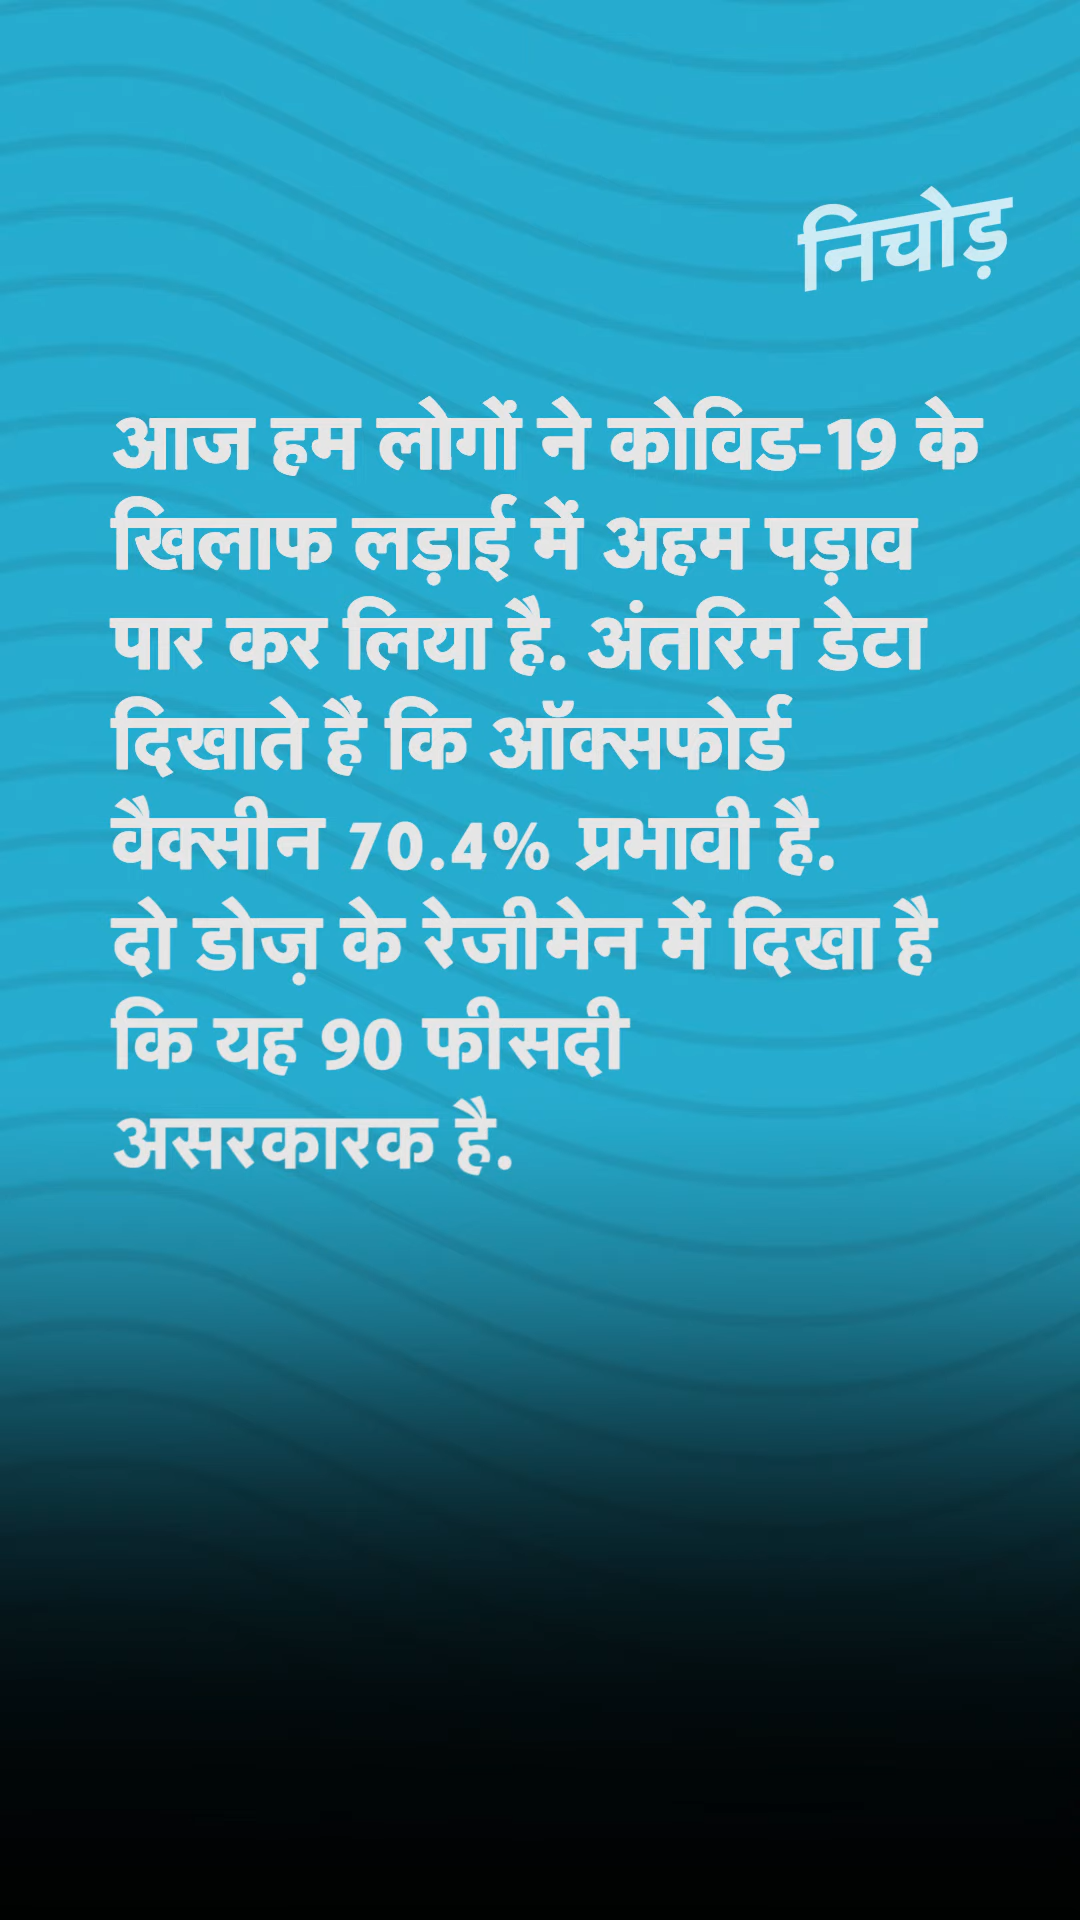 निचोड़
आज हम लोगों ने कोविड-19 के
खिलाफ लड़ाई में अहम पड़ाव
पार कर लिया है. अंतरिम डेटा
दिखाते हैं कि ऑक्सफोर्ड
वैक्सीन 70.4% प्रभावी है.
दो डोज़ के रेजीमेन में दिखा है
कि यह 90 फीसदी
असरकारक है.